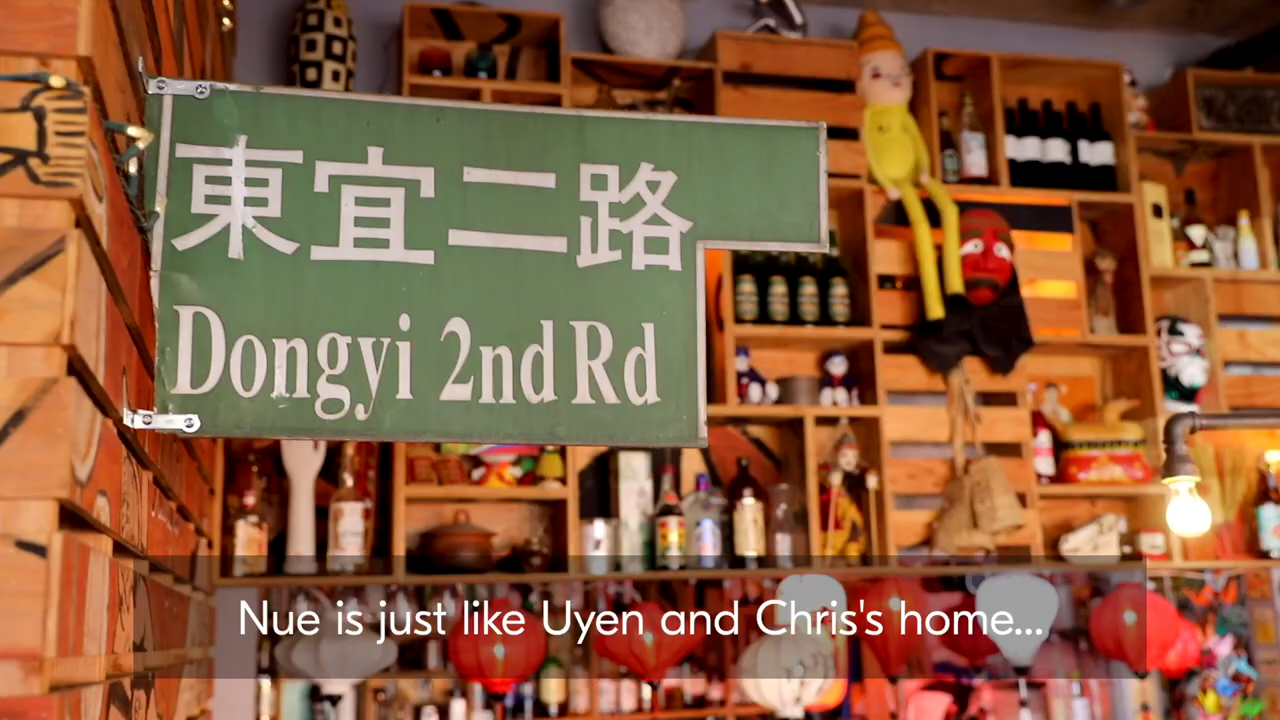 東宜二路
Dongyi 2nd Rd
Nue is just like Uyen and Chris's home...